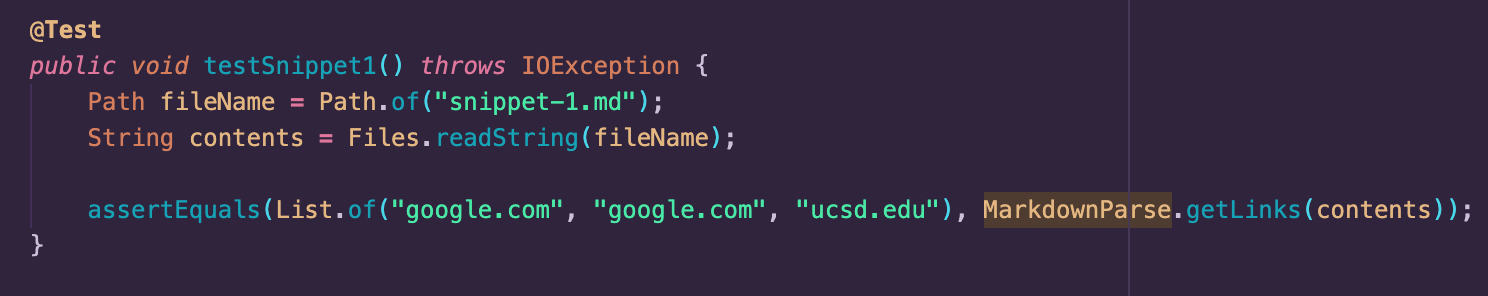 @Test
public void testSnippet1() throws IOException {
    Path fileName = Path.of("snippet-1.md");
    String contents = Files.readString(fileName);

    assertEquals(List.of("google.com", "google.com", "ucsd.edu"), MarkdownParse.getLinks(contents));
}